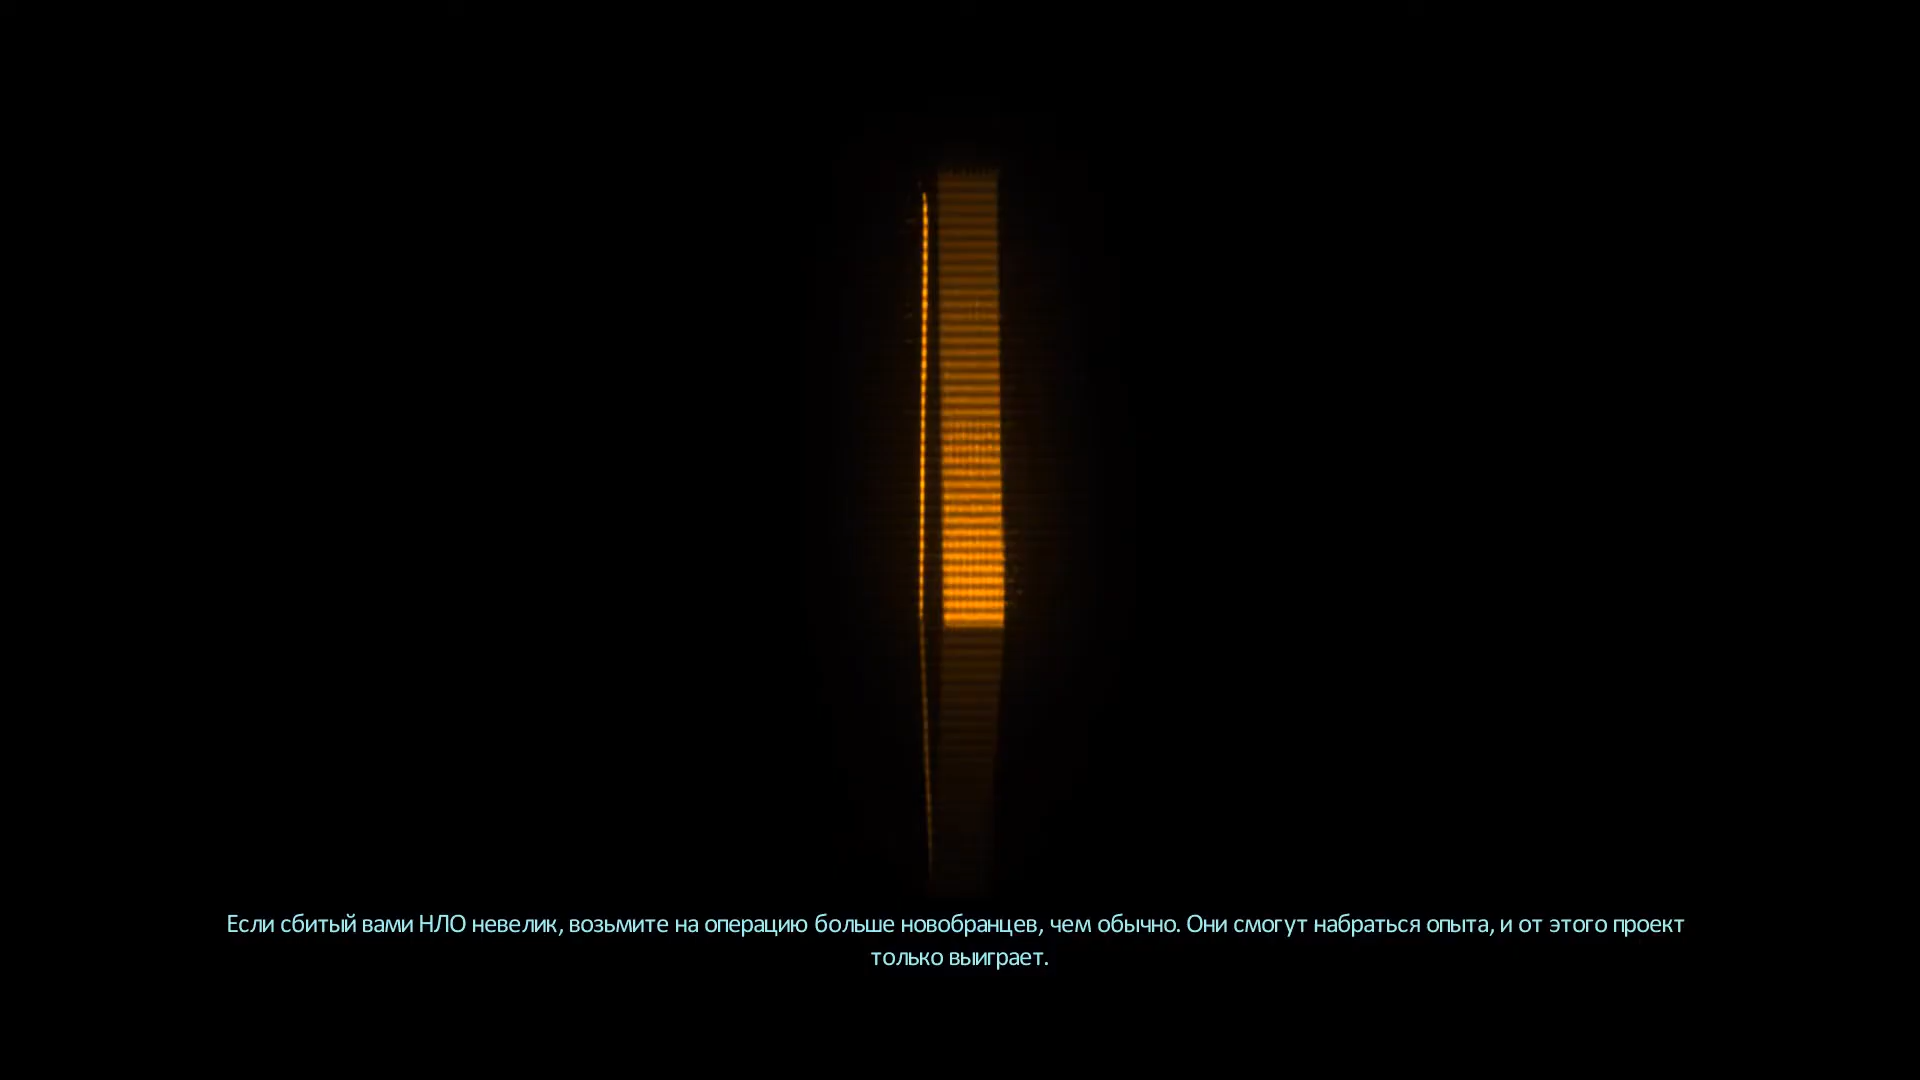 Если сбитый вами НЛО невелик, возьмите на операцию больше новобранцев, чем обычно. Они смогут набраться опыта, и от этого проект
только выиграет.